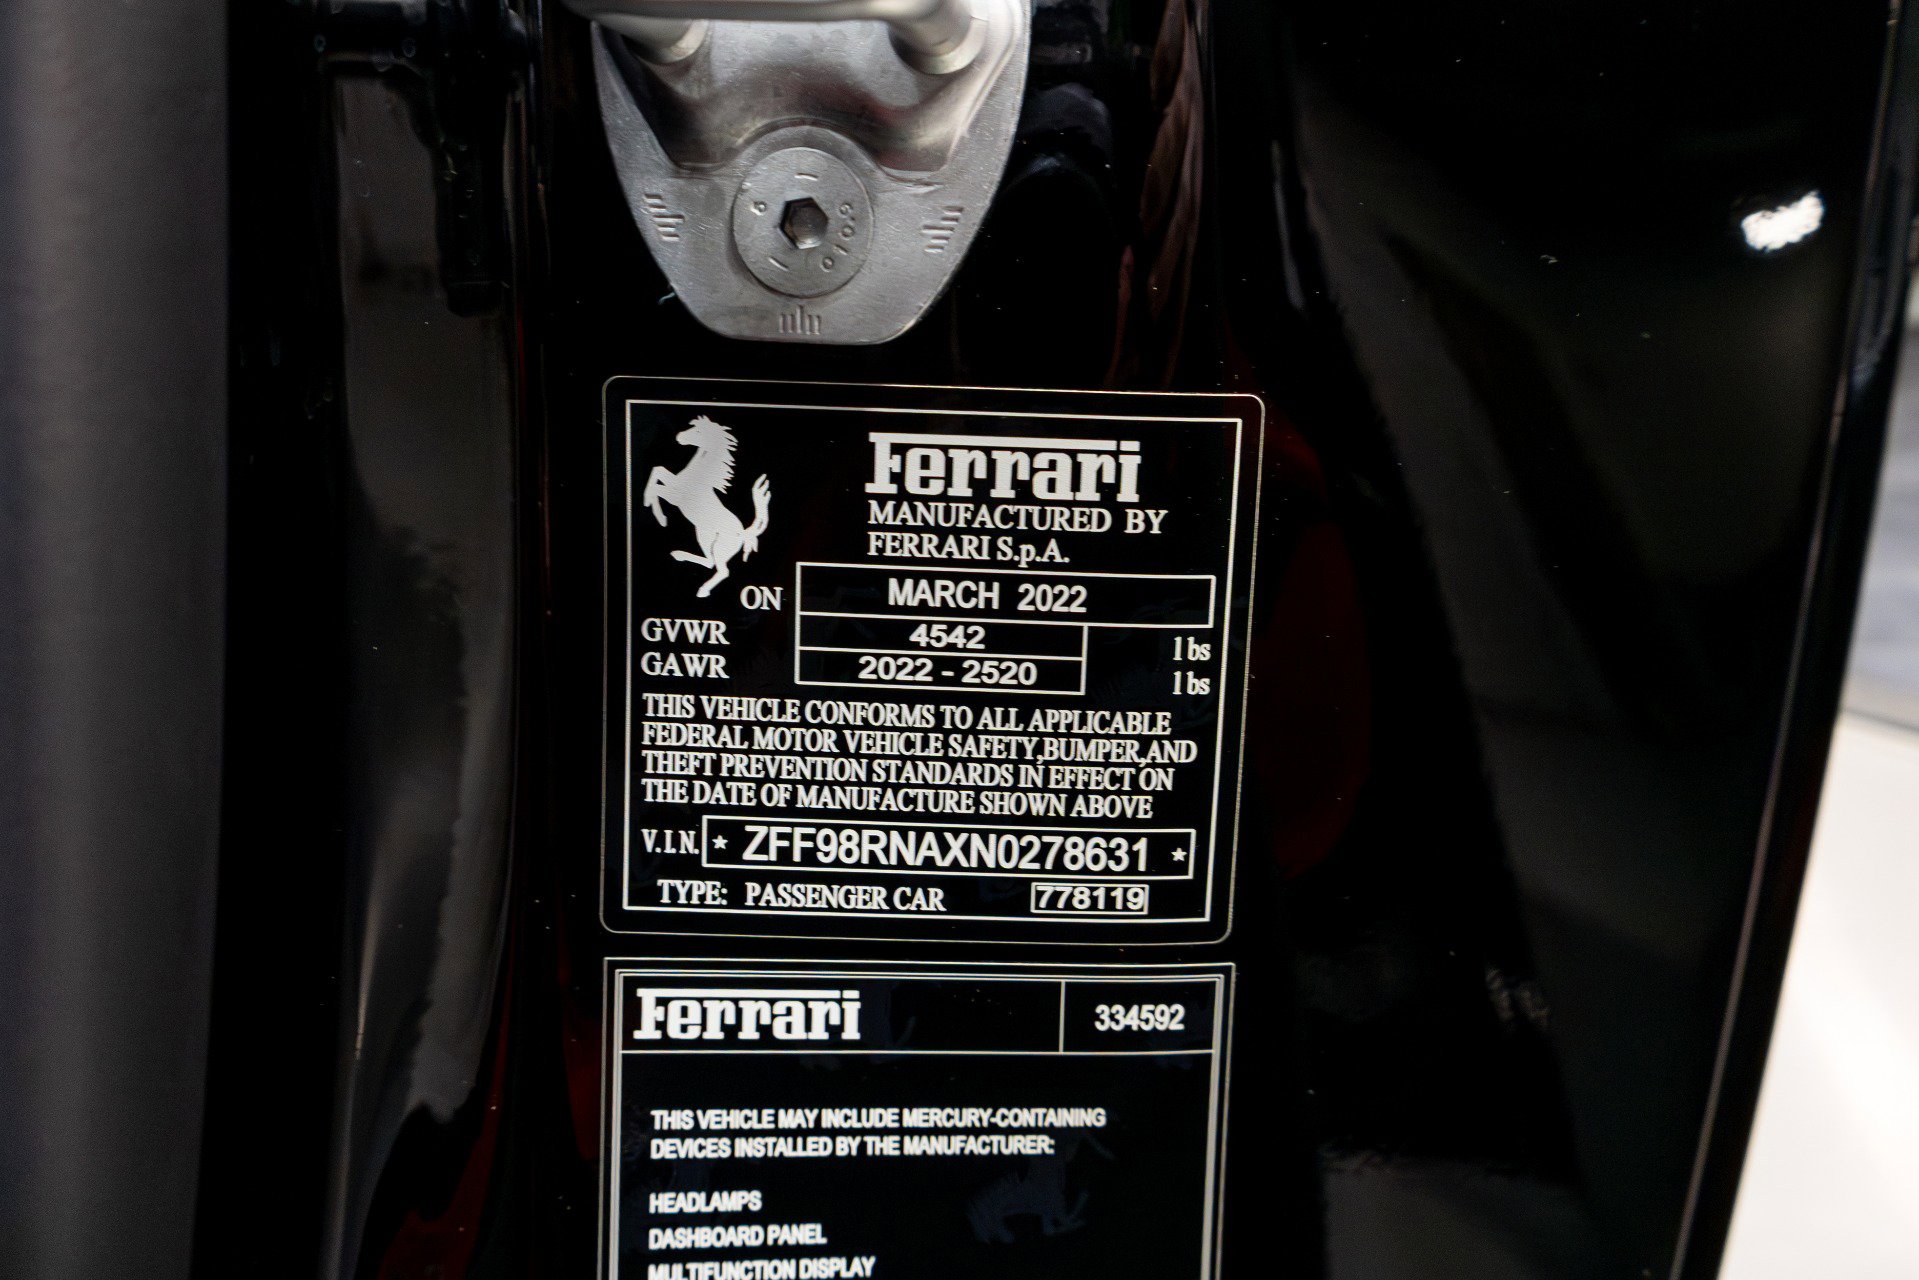 Ferrari
MANUFACTURED BY
FERRARI S.p.A.
ON MARCH 2022
GVWR 4542 lbs
GAWR 2022 - 2520 lbs
THIS VEHICLE CONFORMS TO ALL APPLICABLE
FEDERAL MOTOR VEHICLE SAFETY,BUMPER,AND
THEFT PREVENTION STANDARDS IN EFFECT ON
THE DATE OF MANUFACTURE SHOWN ABOVE
V.I.N. * ZFF98RNAXN0278631 *
TYPE: PASSENGER CAR 778119
Ferrari 334592
THIS VEHICLE MAY INCLUDE MERCURY-CONTAINING
DEVICES INSTALLED BY THE MANUFACTURER:
HEADLAMPS
DASHBOARD PANEL
MULTIFUNCTION DISPLAY